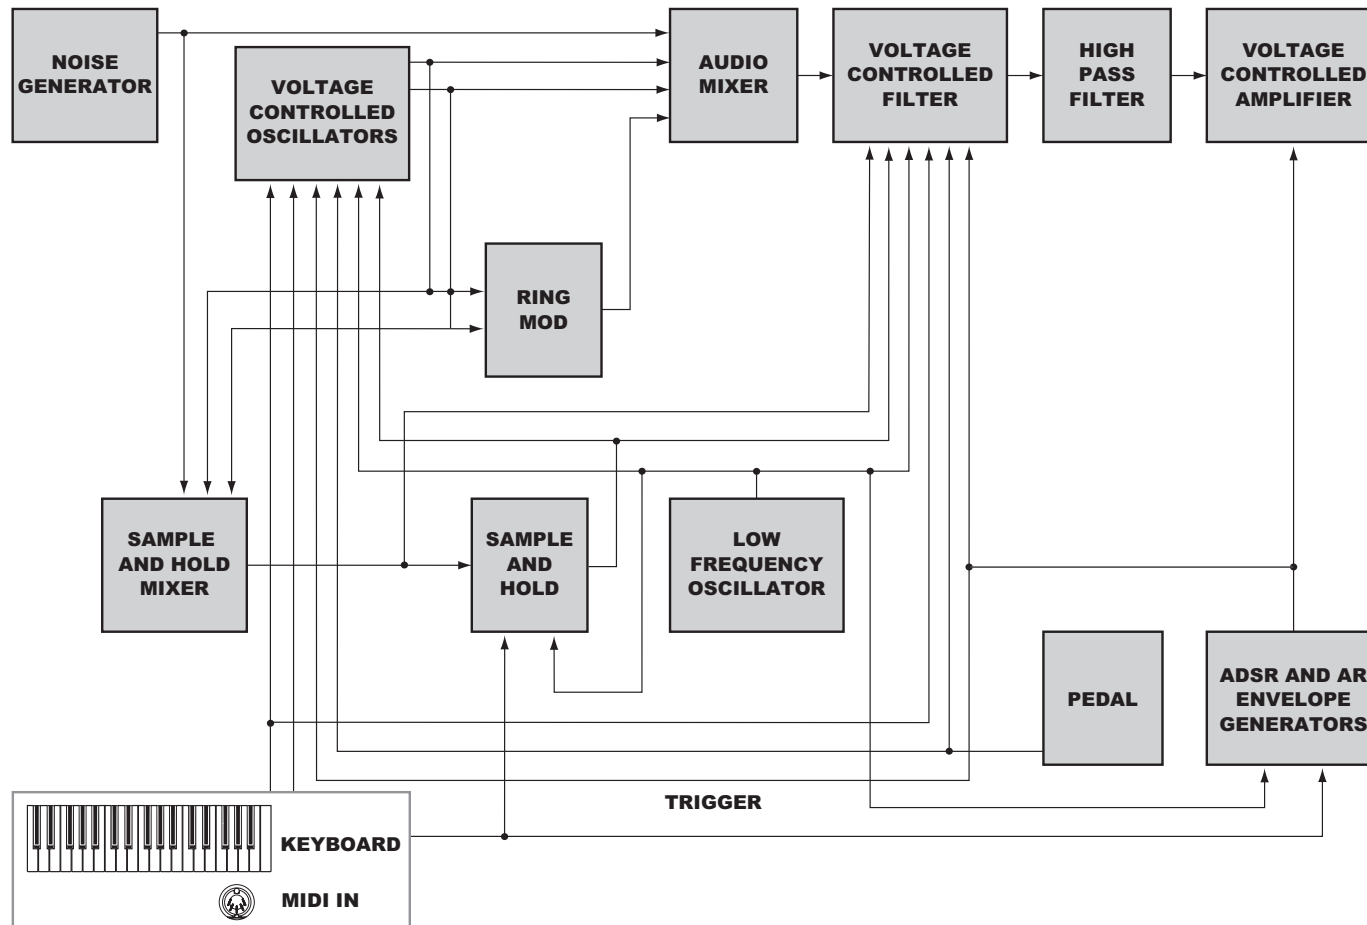 NOISE
GENERATOR
VOLTAGE
CONTROLLED
OSCILLATORS
AUDIO
MIXER
VOLTAGE
CONTROLLED
FILTER
HIGH
PASS
FILTER
VOLTAGE
CONTROLLED
AMPLIFIER
RING
MOD
SAMPLE
AND HOLD
MIXER
SAMPLE
AND
HOLD
LOW
FREQUENCY
OSCILLATOR
PEDAL
ADSR AND AR
ENVELOPE
GENERATORS
TRIGGER
KEYBOARD
MIDI IN